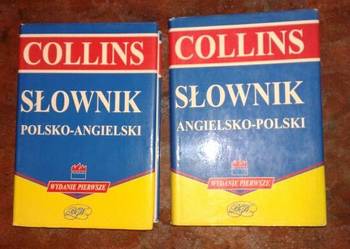 COLLINS
SŁOWNIK
POLSKO-ANGIELSKI
WYDANIE PIERWSZE
COLLINS
SŁOWNIK
ANGIELSKO-POLSKI
WYDANIE PIERWSZE